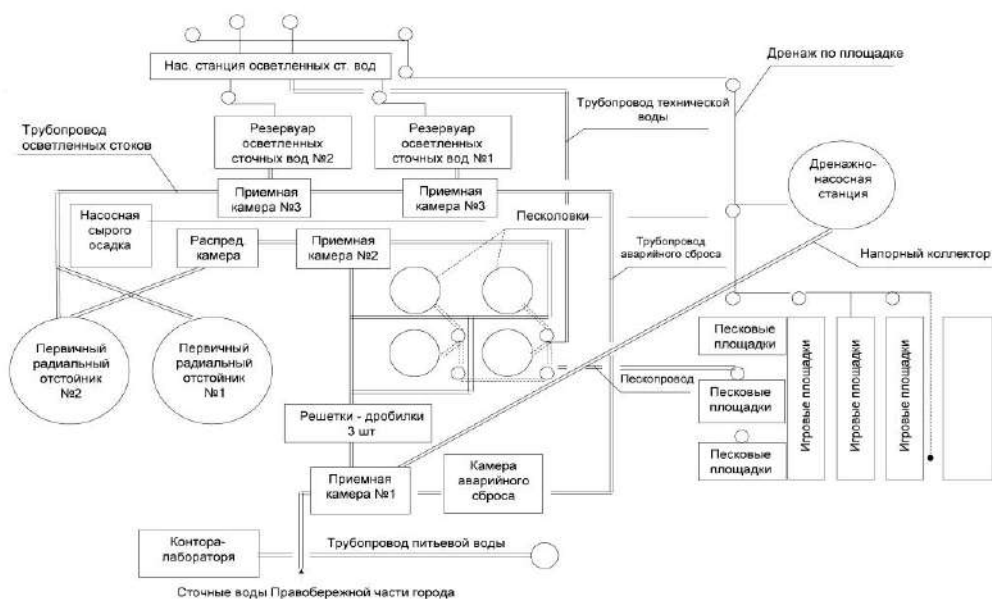 Дренаж по площадке
Нас. станция осветленных ст. вод
Трубопровод технической
воды
Трубопровод
осветленных стоков
Резервуар
осветленных
сточных вод №2
Резервуар
осветленных
сточных вод №1
Дренажно-
насосная
станция
Приемная
камера №3
Приемная
камера №3
Насосная
сырого
осадка
Распред.
камера
Приемная
камера №2
Песколовки
Трубопровод
аварийного сброса
Напорный коллектор
Первичный
радиальный
отстойник
№2
Первичный
радиальный
отстойник
№1
Песковые
площадки
Песковые
площадки
Песковые
площадки
Игровые площадки
Игровые площадки
Игровые площадки
Пескопровод
Решетки - дробилки
3 шт
Приемная
камера №1
Камера
аварийного
сброса
Контора-
лабораторя
Трубопровод питьевой воды
Сточные воды Правобережной части города